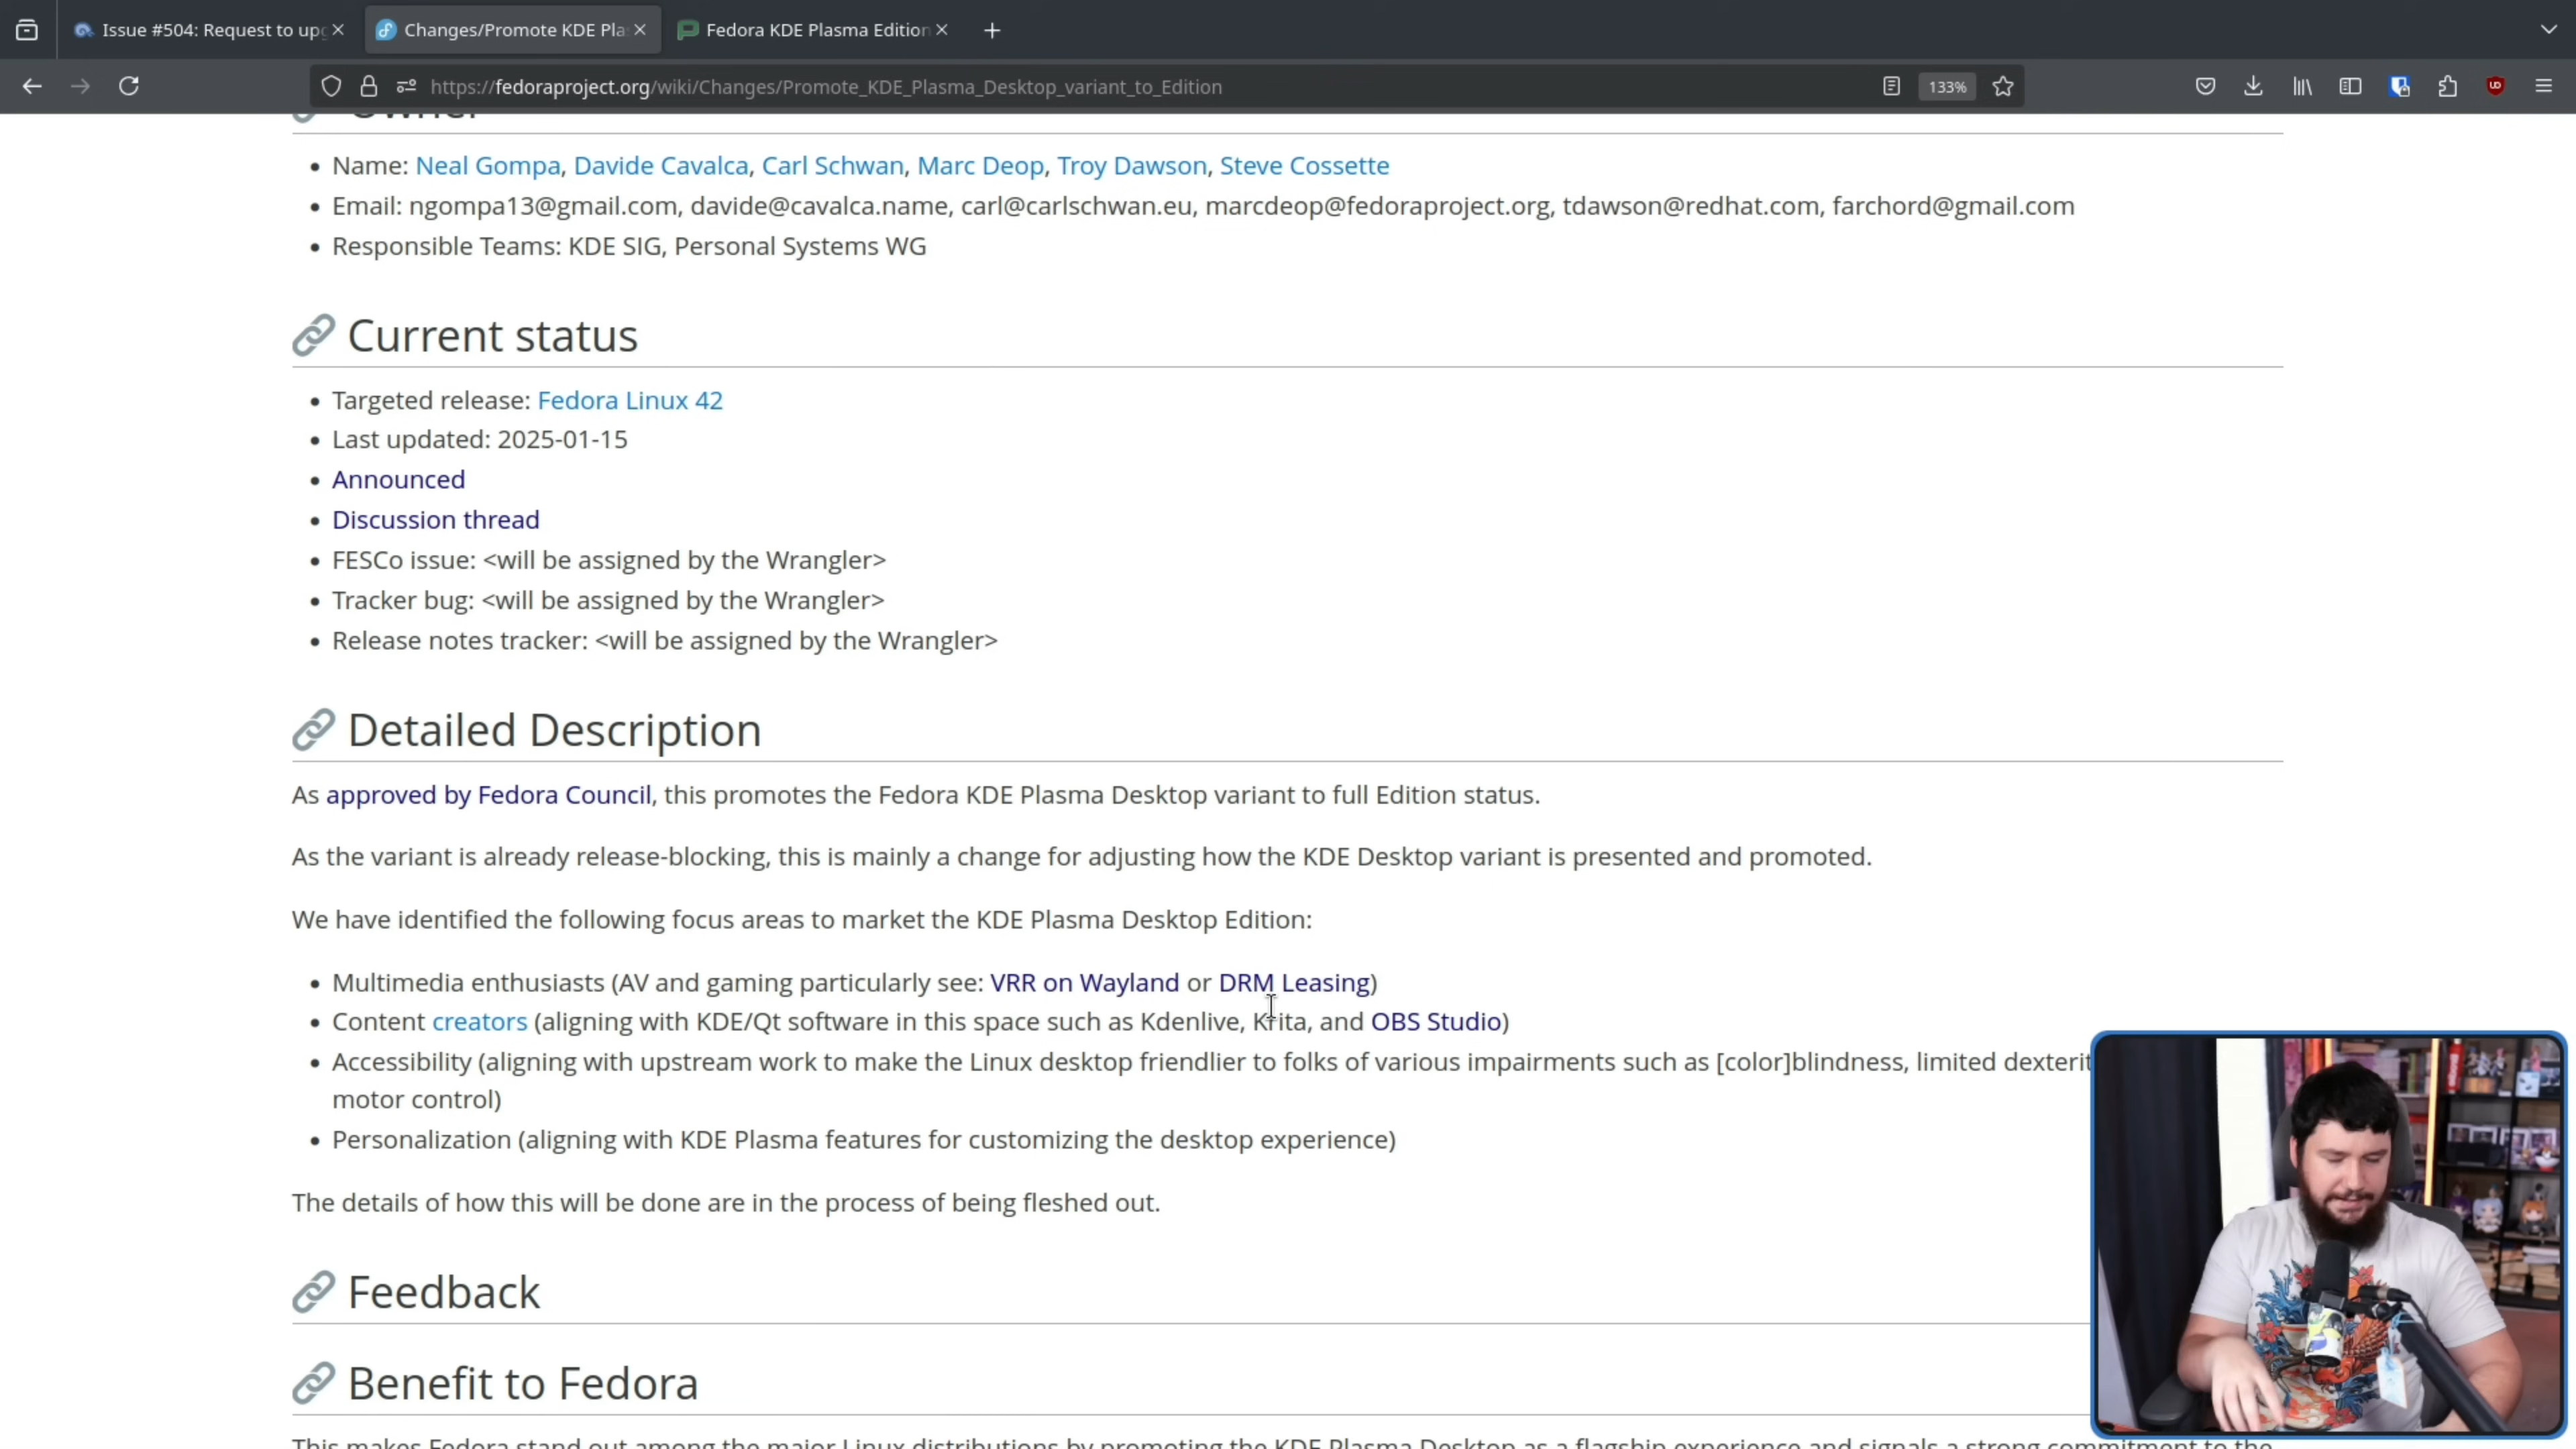 Issue #504: Request to upg
Changes/Promote KDE Pla
Fedora KDE Plasma Edition
https://fedoraproject.org/wiki/Changes/Promote_KDE_Plasma_Desktop_variant_to_Edition
133%
Name: Neal Gompa, Davide Cavalca, Carl Schwan, Marc Deop, Troy Dawson, Steve Cossette
Email: ngompa13@gmail.com, davide@cavalca.name, carl@carlschwan.eu, marcdeop@fedoraproject.org, tdawson@redhat.com, farchord@gmail.com
Responsible Teams: KDE SIG, Personal Systems WG
Current status
Targeted release: Fedora Linux 42
Last updated: 2025-01-15
Announced
Discussion thread
FESCo issue: <will be assigned by the Wrangler>
Tracker bug: <will be assigned by the Wrangler>
Release notes tracker: <will be assigned by the Wrangler>
Detailed Description
As approved by Fedora Council, this promotes the Fedora KDE Plasma Desktop variant to full Edition status.
As the variant is already release-blocking, this is mainly a change for adjusting how the KDE Desktop variant is presented and promoted.
We have identified the following focus areas to market the KDE Plasma Desktop Edition:
Multimedia enthusiasts (AV and gaming particularly see: VRR on Wayland or DRM Leasing)
Content creators (aligning with KDE/Qt software in this space such as Kdenlive, Krita, and OBS Studio)
Accessibility (aligning with upstream work to make the Linux desktop friendlier to folks of various impairments such as [color]blindness, limited dexterit
motor control)
Personalization (aligning with KDE Plasma features for customizing the desktop experience)
The details of how this will be done are in the process of being fleshed out.
Feedback
Benefit to Fedora
This makes Fedora stand out among the major Linux distributions by promoting the KDE Plasma Desktop as a flagship experience and signals a strong commitment to the